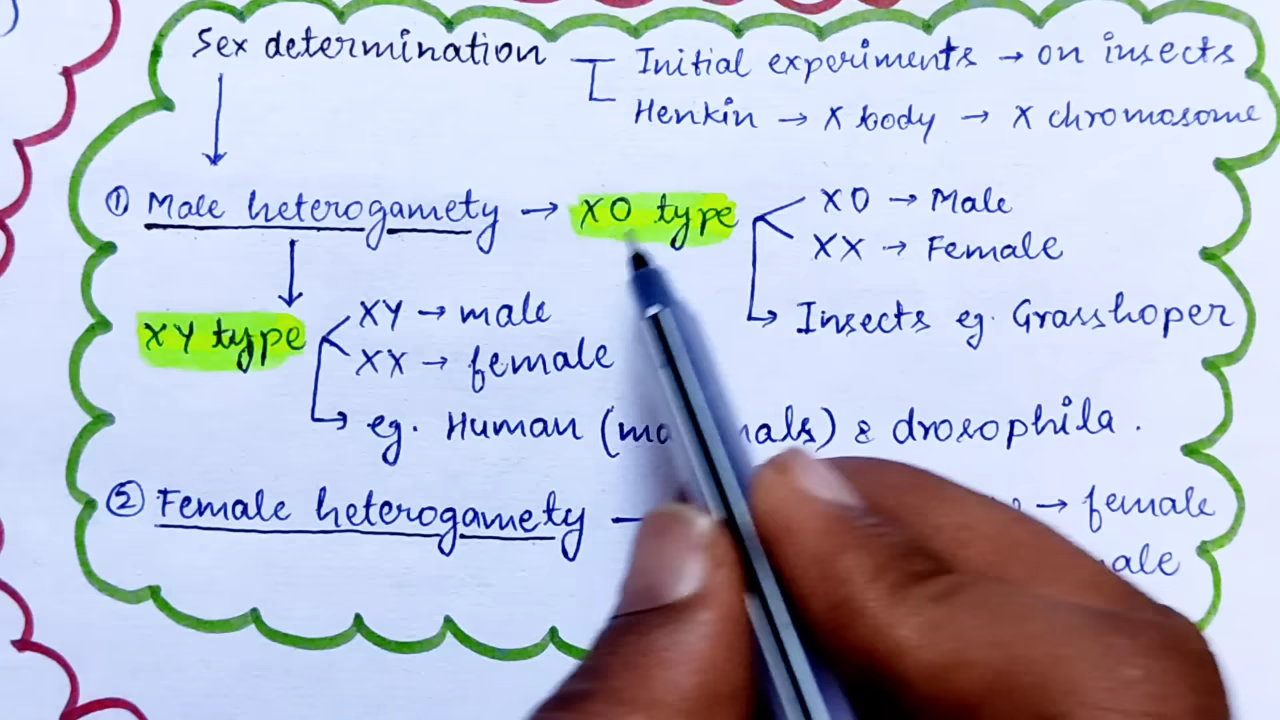 Sex determination
Initial experiments → on insects
Henkin → X body → X chromosome
① Male heterogamety → XO type
XO → Male
XX → Female
Insects eg. Grasshoper
XY type
XY → male
XX → female
eg. Human ( ) & drosophila.
② Female heterogamety
→ female